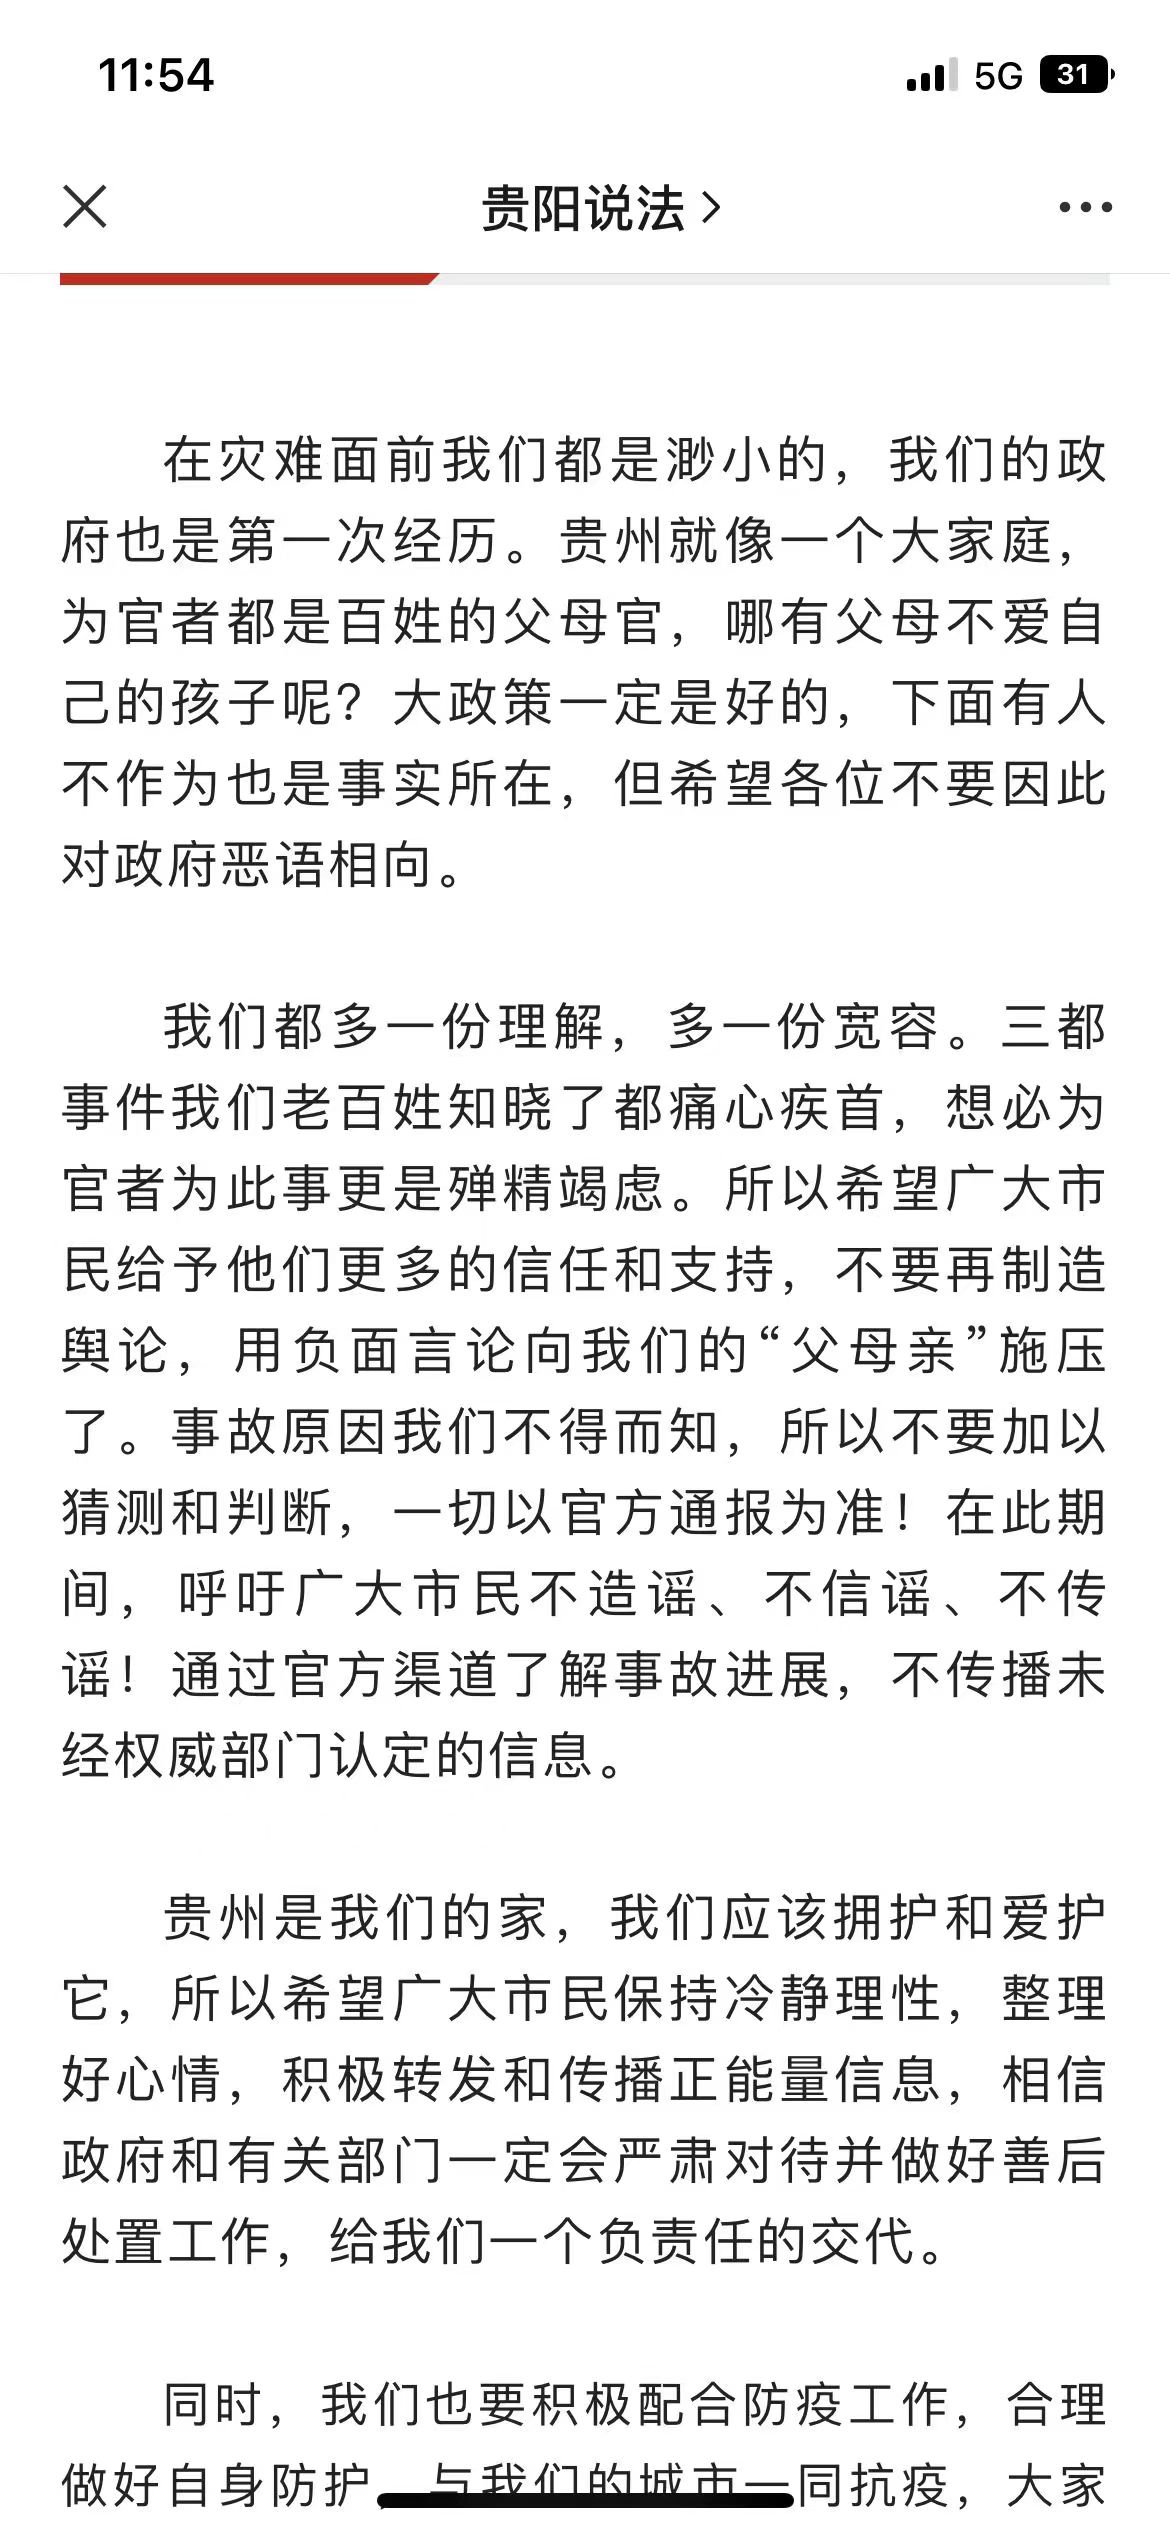 11:54
5G 31
贵阳说法
在灾难面前我们都是渺小的，我们的政
府也是第一次经历。贵州就像一个大家庭，
为官者都是百姓的父母官，哪有父母不爱自
己的孩子呢？大政策一定是好的，下面有人
不作为也是事实所在，但希望各位不要因此
对政府恶语相向。
我们都多一份理解，多一份宽容。三都
事件我们老百姓知晓了都痛心疾首，想必为
官者为此事更是殚精竭虑。所以希望广大市
民给予他们更多的信任和支持，不要再制造
舆论，用负面言论向我们的“父母亲”施压
了。事故原因我们不得而知，所以不要加以
猜测和判断，一切以官方通报为准！在此期
间，呼吁广大市民不造谣、不信谣、不传
谣！通过官方渠道了解事故进展，不传播未
经权威部门认定的信息。
贵州是我们的家，我们应该拥护和爱护
它，所以希望广大市民保持冷静理性，整理
好心情，积极转发和传播正能量信息，相信
政府和有关部门一定会严肃对待并做好善后
处置工作，给我们一个负责任的交代。
同时，我们也要积极配合防疫工作，合理
做好自身防护，与我们的城市一同抗疫，大家